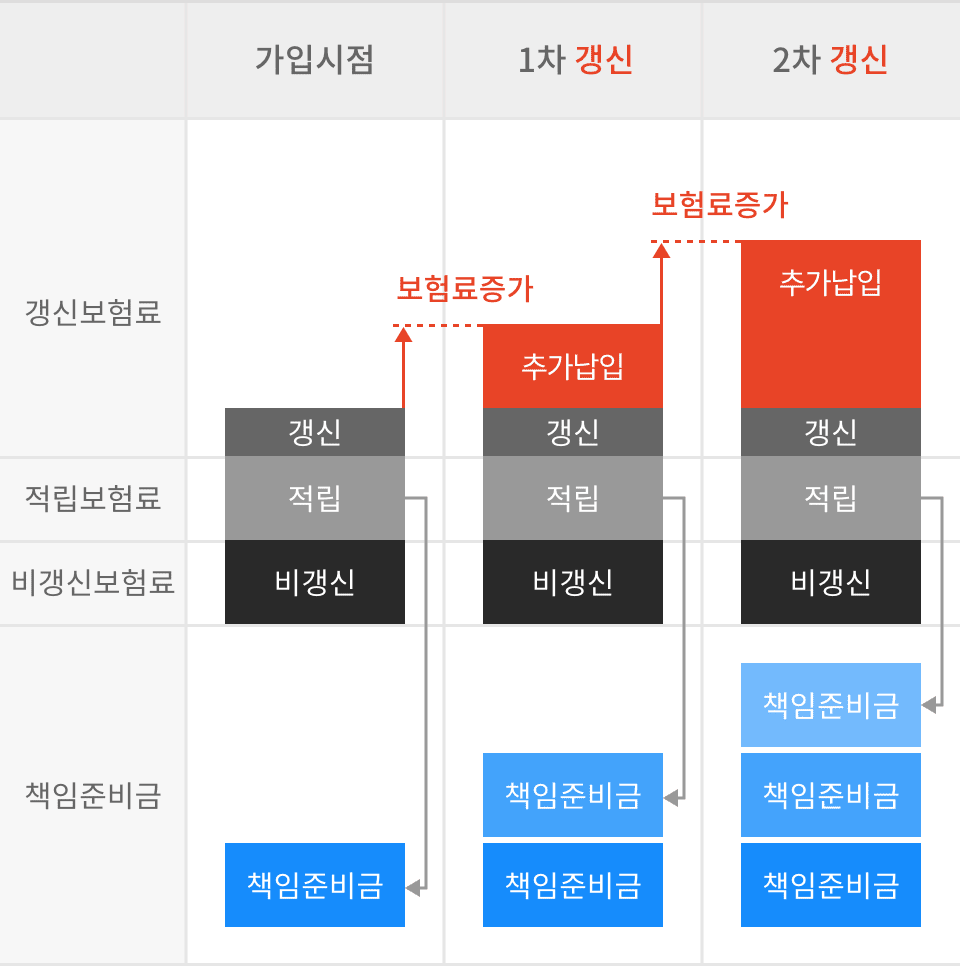 가입시점
1차 갱신
2차 갱신
갱신보험료
보험료증가
보험료증가
추가납입
추가납입
갱신
갱신
갱신
적립보험료
적립
적립
적립
비갱신보험료
비갱신
비갱신
비갱신
책임준비금
책임준비금
책임준비금
책임준비금
책임준비금
책임준비금
책임준비금